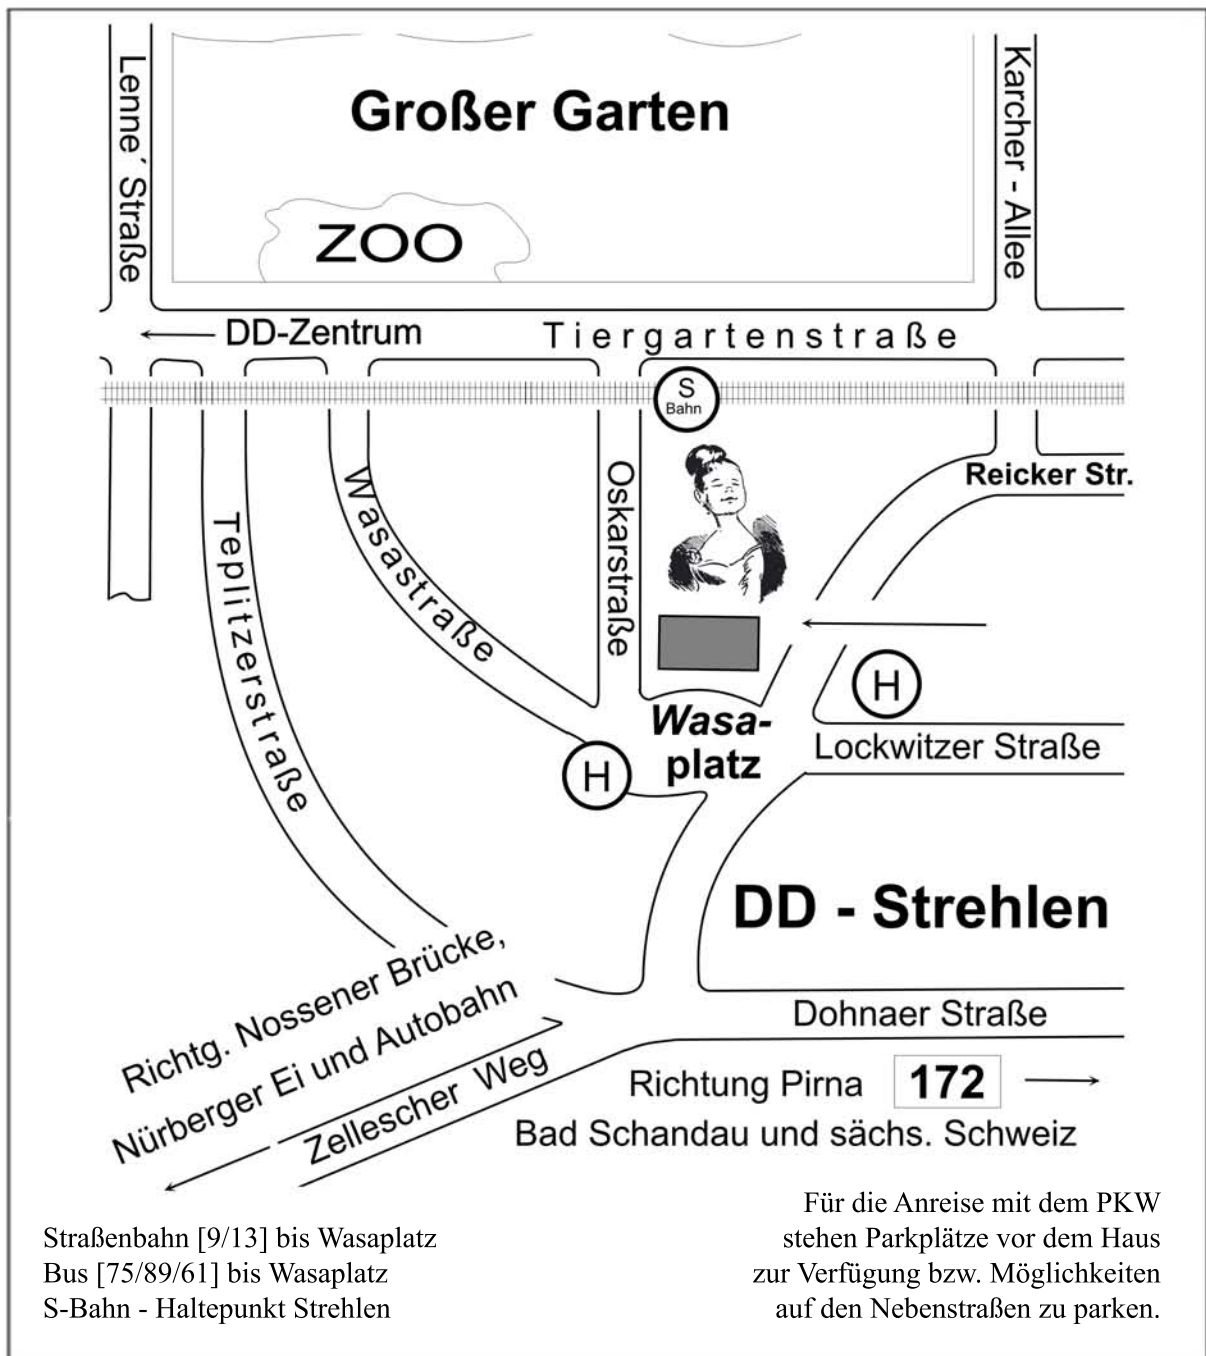 Lenne´ Straße
Großer Garten
Karcher - Allee
ZOO
DD-Zentrum
Tiergartenstraße
S
Bahn
Reicker Str.
Oskarstraße
Wasastraße
Teplitzerstraße
H
Wasa-
platz
Lockwitzer Straße
H
DD - Strehlen
Richtg. Nossener Brücke,
Nürberger Ei und Autobahn
Zellescher Weg
Dohnaer Straße
Richtung Pirna 172
Bad Schandau und sächs. Schweiz
Straßenbahn [9/13] bis Wasaplatz
Bus [75/89/61] bis Wasaplatz
S-Bahn - Haltepunkt Strehlen
Für die Anreise mit dem PKW
stehen Parkplätze vor dem Haus
zur Verfügung bzw. Möglichkeiten
auf den Nebenstraßen zu parken.